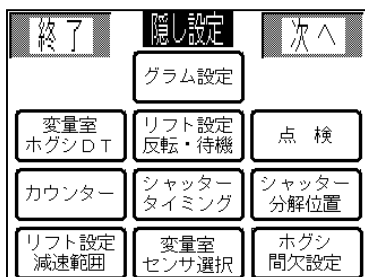 終了
隠し設定
次へ
グラム設定
変量室
ホグシDT
リフト設定
反転・待機
点検
カウンター
シャッター
タイミング
シャッター
分解位置
リフト設定
減速範囲
変量室
センサ選択
ホグシ
間欠設定